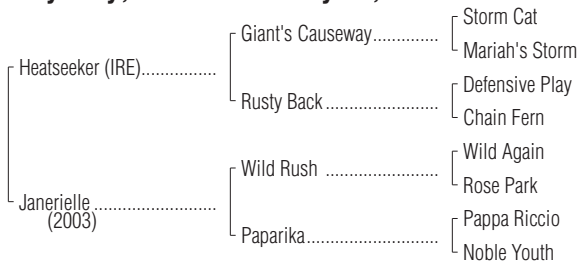 Storm Cat
Giant's Causeway...............
Mariah's Storm
Heatseeker (IRE)................
Defensive Play
Rusty Back ........................
Chain Fern
Wild Again
Wild Rush ........................
Rose Park
Janerielle ..........................
(2003)
Pappa Riccio
Paparika............................
Noble Youth